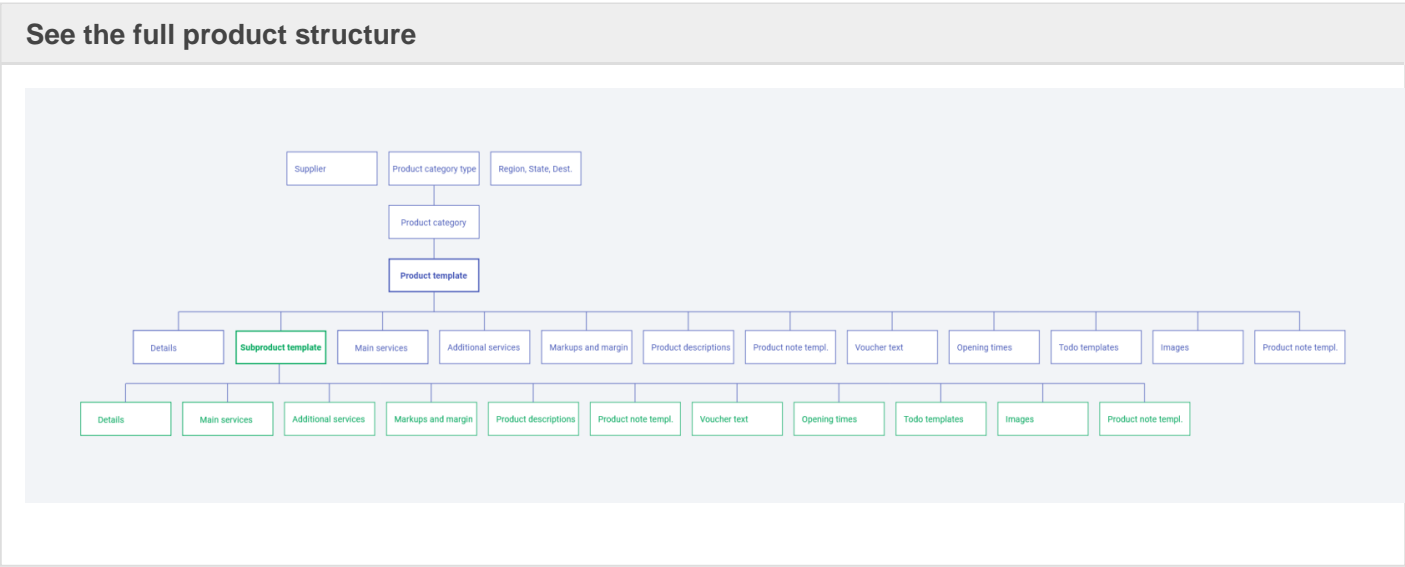 See the full product structure
Supplier
Product category type
Region, State, Dest.
Product category
Product template
Details
Subproduct template
Main services
Additional services
Markups and margin
Product descriptions
Product note templ.
Voucher text
Opening times
Todo templates
Images
Product note templ.
Details
Main services
Additional services
Markups and margin
Product descriptions
Product note templ.
Voucher text
Opening times
Todo templates
Images
Product note templ.